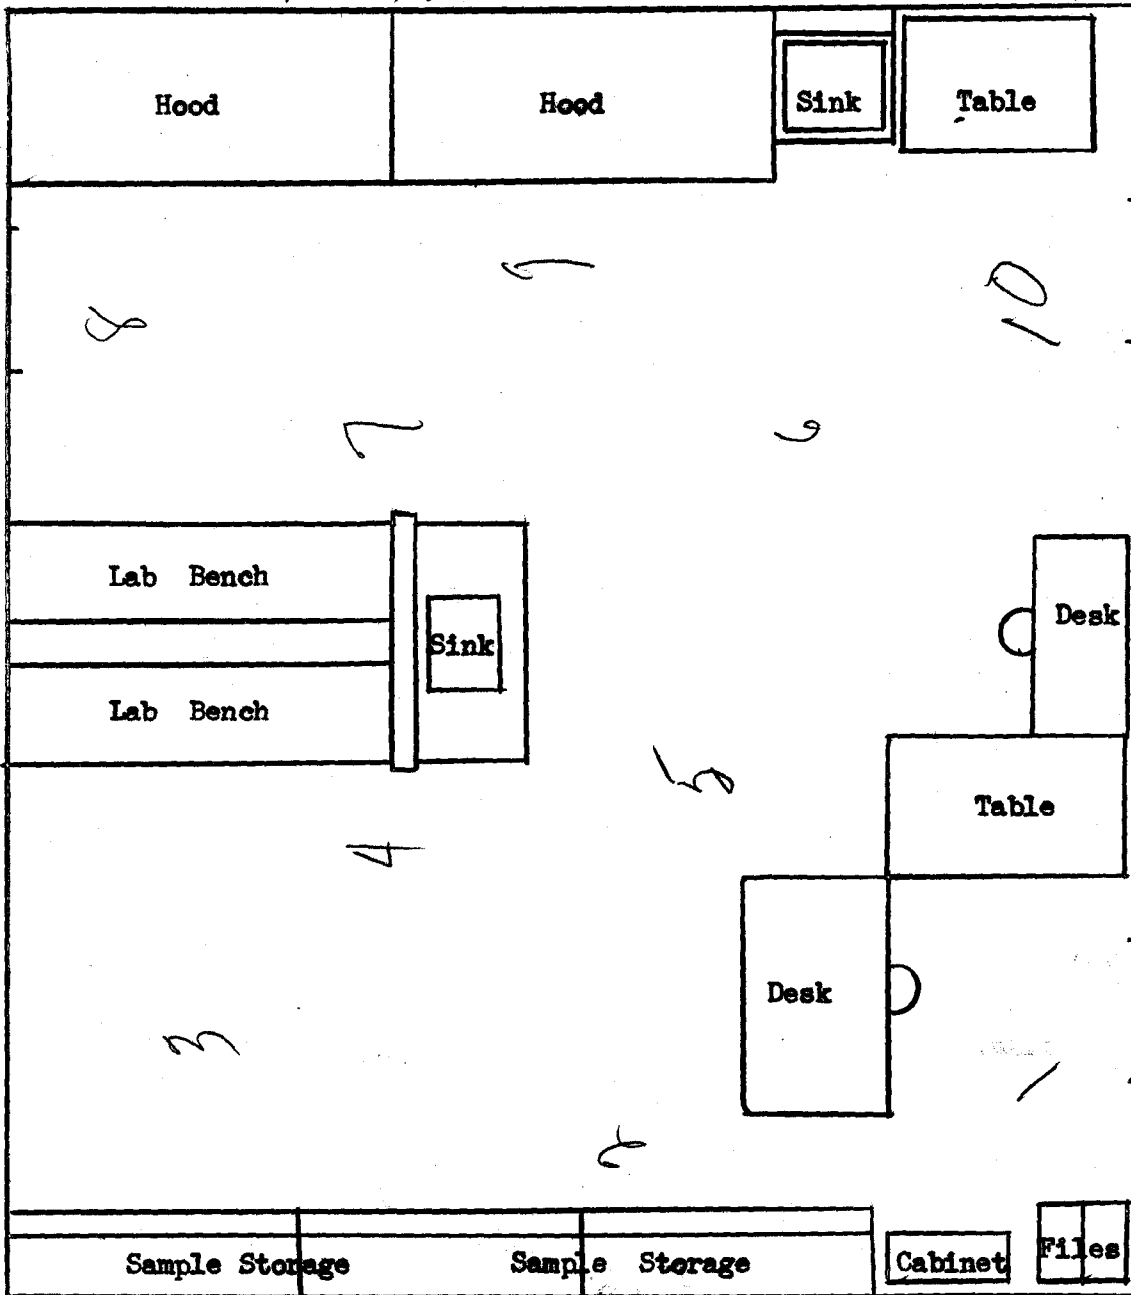 Hood Hood Sink Table
8 9 10
7 6
Lab Bench
Desk
Sink
Lab Bench
5
Table
4
Desk
3
1
2
Sample Storage Sample Storage Cabinet Files